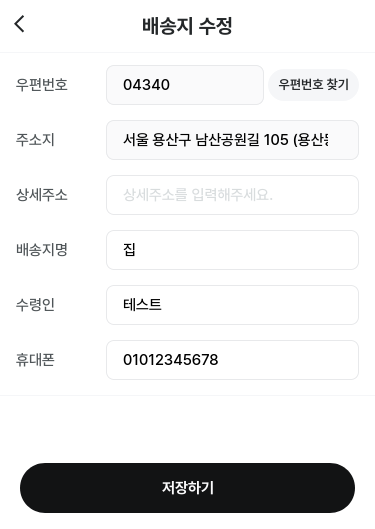 배송지 수정
우편번호 04340 우편번호 찾기
주소지 서울 용산구 남산공원길 105 (용산
상세주소 상세주소를 입력해주세요.
배송지명 집
수령인 테스트
휴대폰 01012345678
저장하기